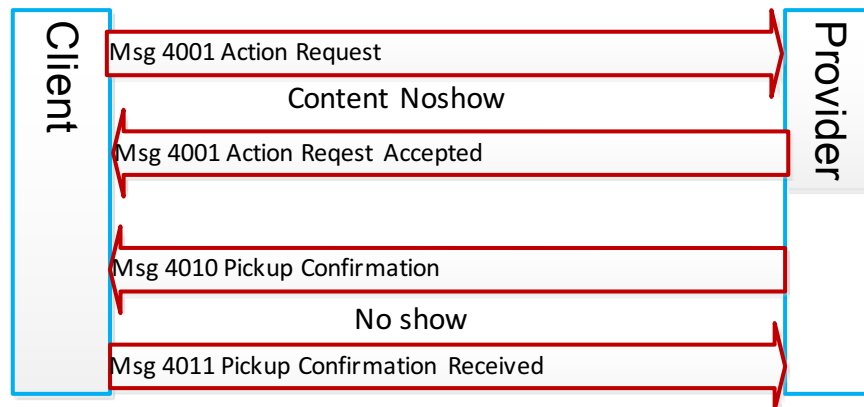 Client
Provider
Msg 4001 Action Request
Content Noshow
Msg 4001 Action Reqest Accepted
Msg 4010 Pickup Confirmation
No show
Msg 4011 Pickup Confirmation Received